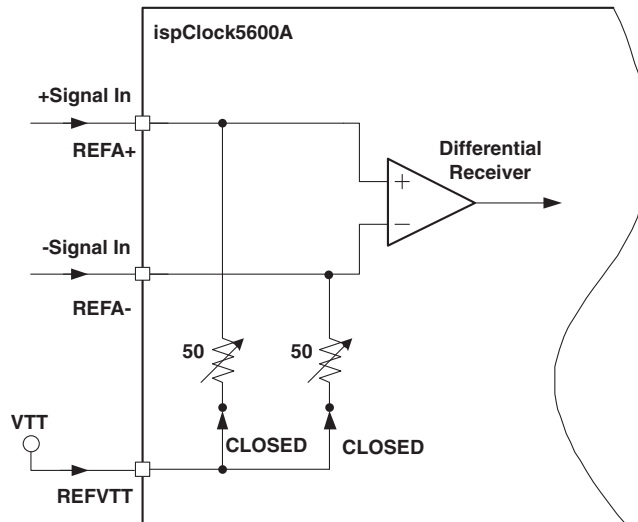 ispClock5600A
+Signal In
REFA+
Differential
Receiver
+
−
-Signal In
REFA-
50
50
VTT
CLOSED
CLOSED
REFVTT